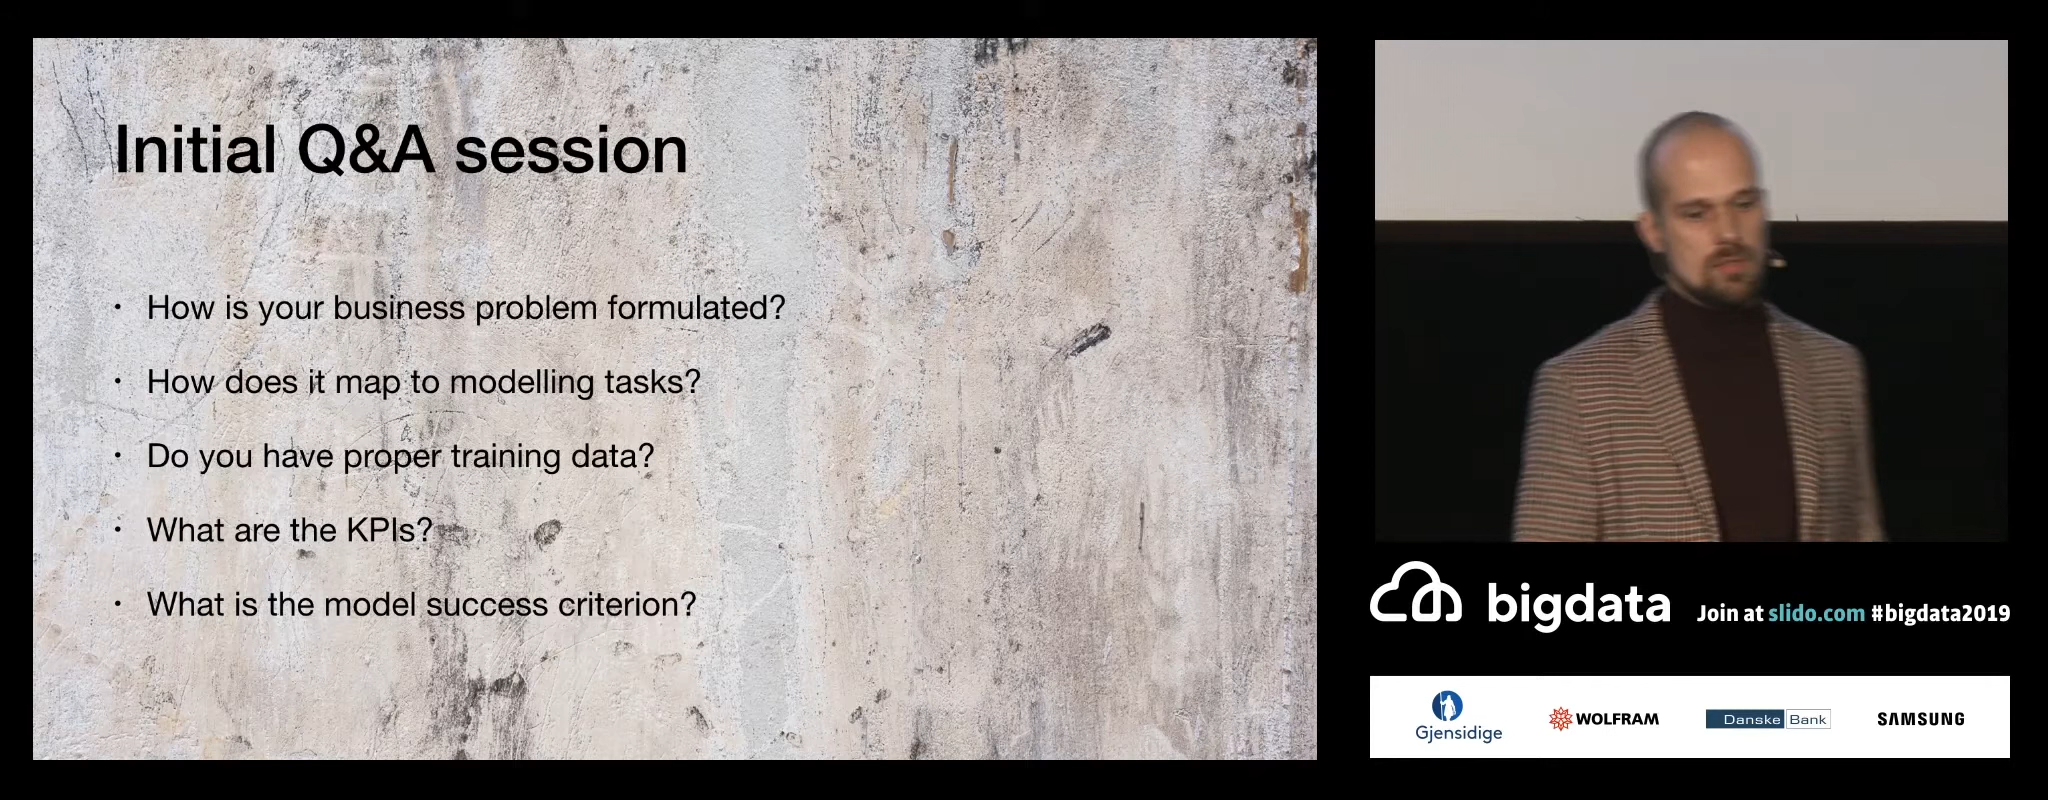 Initial Q&A session
• How is your business problem formulated?
• How does it map to modelling tasks?
• Do you have proper training data?
• What are the KPIs?
• What is the model success criterion?
bigdata
Join at slido.com #bigdata2019
Gjensidige
WOLFRAM
Danske Bank
SAMSUNG